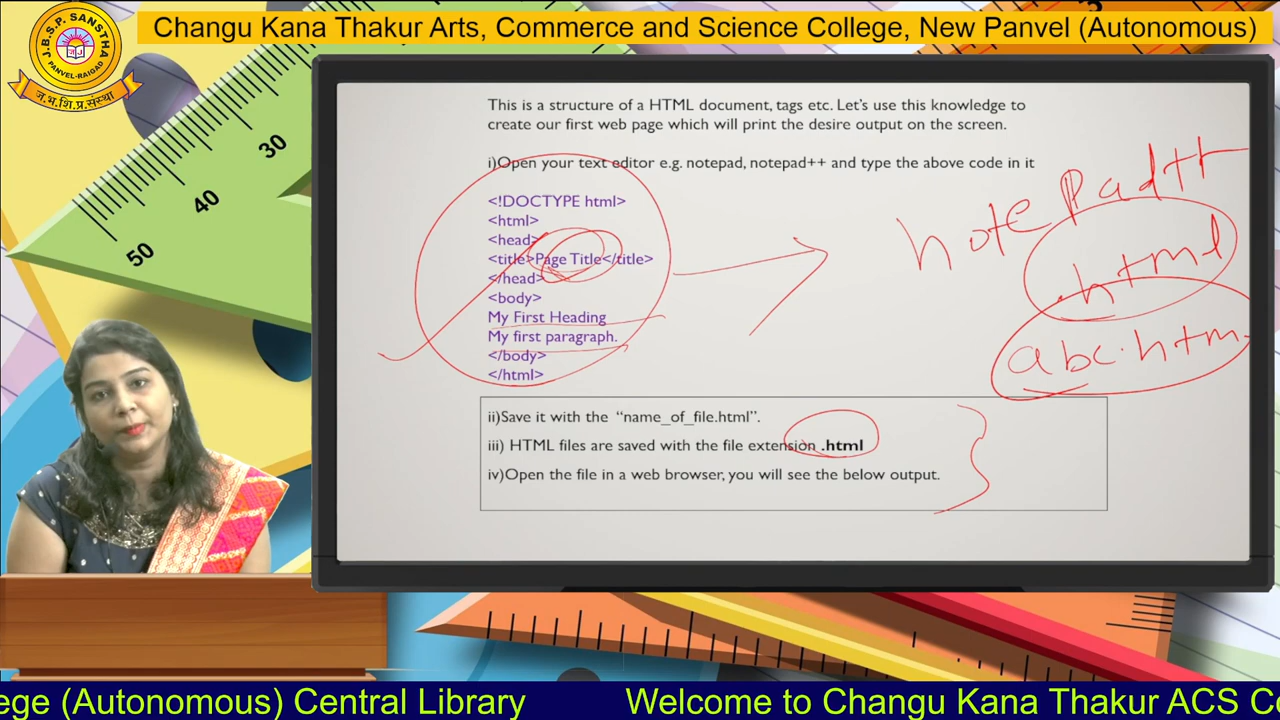 Changu Kana Thakur Arts, Commerce and Science College, New Panvel (Autonomous)
J.B.S.P. SANSTHA
PANVEL-RAIGAD
ज.भ.शि.प्र.संस्था
30
40
50
This is a structure of a HTML document, tags etc. Let's use this knowledge to
create our first web page which will print the desire output on the screen.
i)Open your text editor e.g. notepad, notepad++ and type the above code in it
<!DOCTYPE html>
<html>
<head>
<title>Page Title</title>
</head>
<body>
My First Heading
My first paragraph.
</body>
</html>
notepad++
.html
abc.htm
ii)Save it with the “name_of_file.html”.
iii) HTML files are saved with the file extension .html
iv)Open the file in a web browser, you will see the below output.
ege (Autonomous) Central Library Welcome to Changu Kana Thakur ACS Co